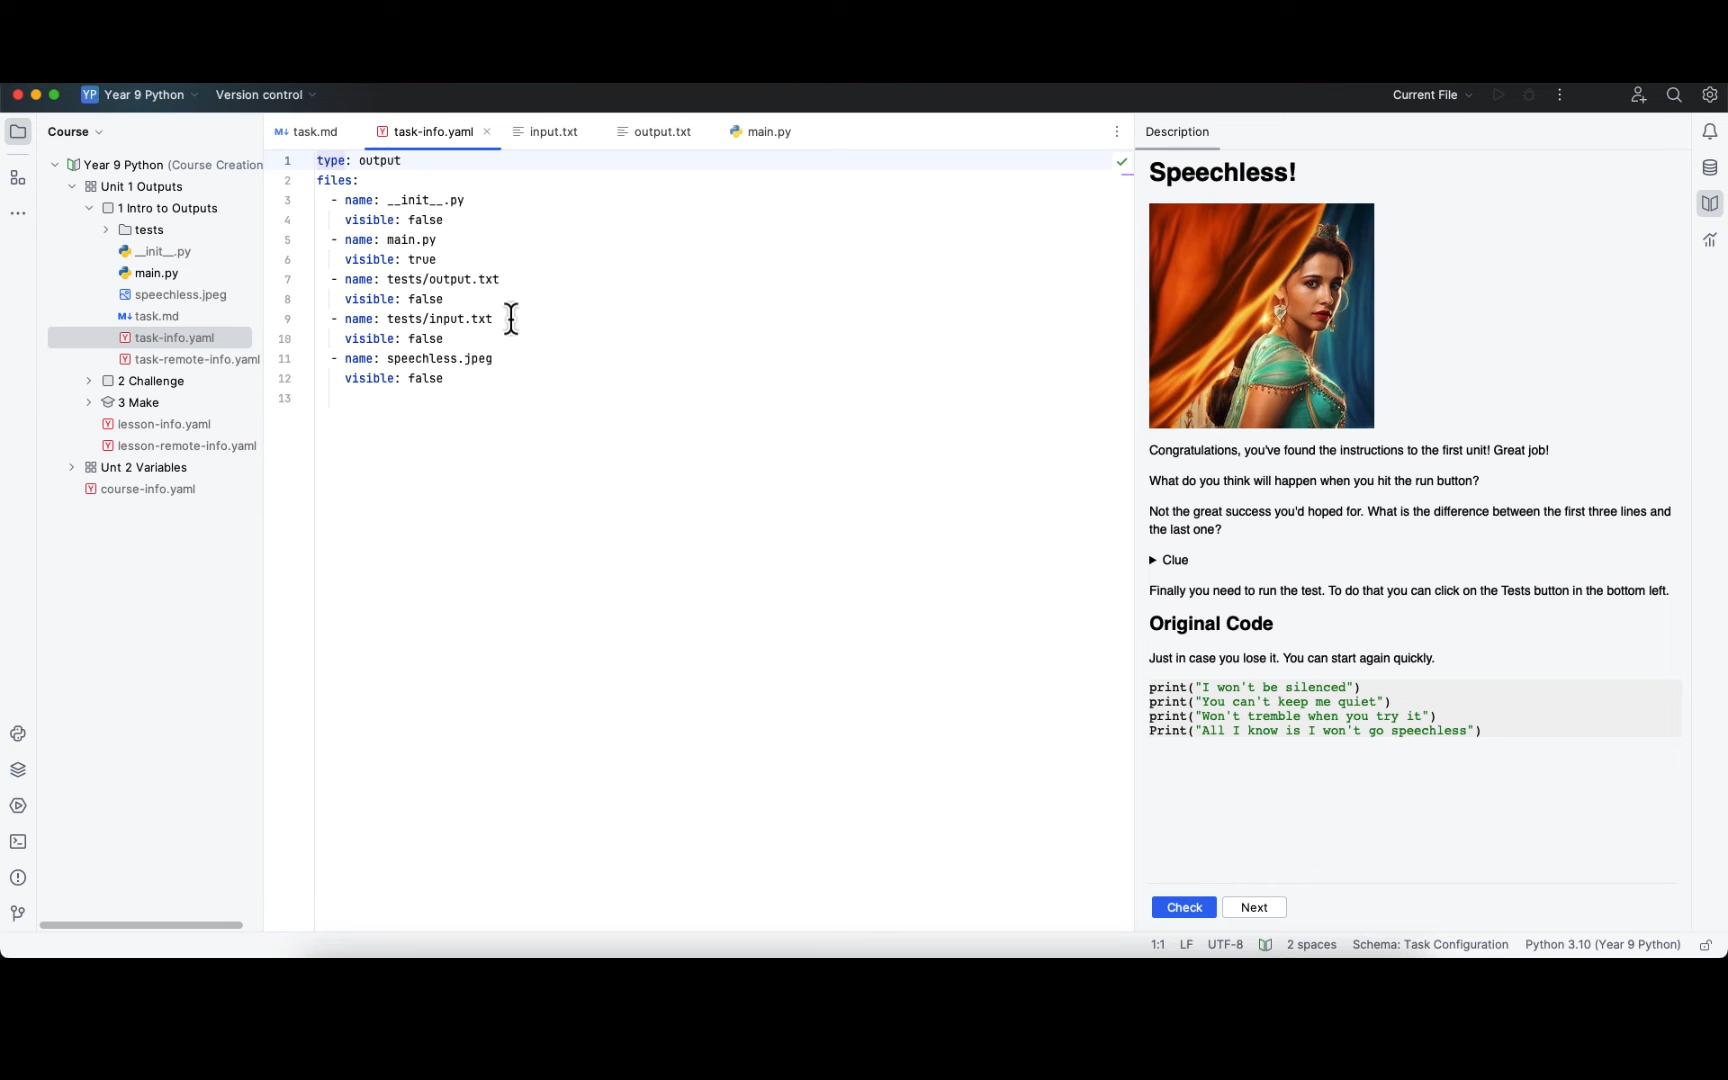 YP Year 9 Python
Version control
Current File
Course
task.md
task-info.yaml
input.txt
output.txt
main.py
Description
Year 9 Python (Course Creation
Unit 1 Outputs
1 Intro to Outputs
tests
__init__.py
main.py
speechless.jpeg
task.md
task-info.yaml
task-remote-info.yaml
2 Challenge
3 Make
lesson-info.yaml
lesson-remote-info.yaml
Unt 2 Variables
course-info.yaml
1 type: output
2 files:
3 - name: __init__.py
4 visible: false
5 - name: main.py
6 visible: true
7 - name: tests/output.txt
8 visible: false
9 - name: tests/input.txt
10 visible: false
11 - name: speechless.jpeg
12 visible: false
13
Speechless!
Congratulations, you've found the instructions to the first unit! Great job!
What do you think will happen when you hit the run button?
Not the great success you'd hoped for. What is the difference between the first three lines and
the last one?
Clue
Finally you need to run the test. To do that you can click on the Tests button in the bottom left.
Original Code
Just in case you lose it. You can start again quickly.
print("I won't be silenced")
print("You can't keep me quiet")
print("Won't tremble when you try it")
Print("All I know is I won't go speechless")
Check
Next
1:1 LF UTF-8 2 spaces Schema: Task Configuration Python 3.10 (Year 9 Python)